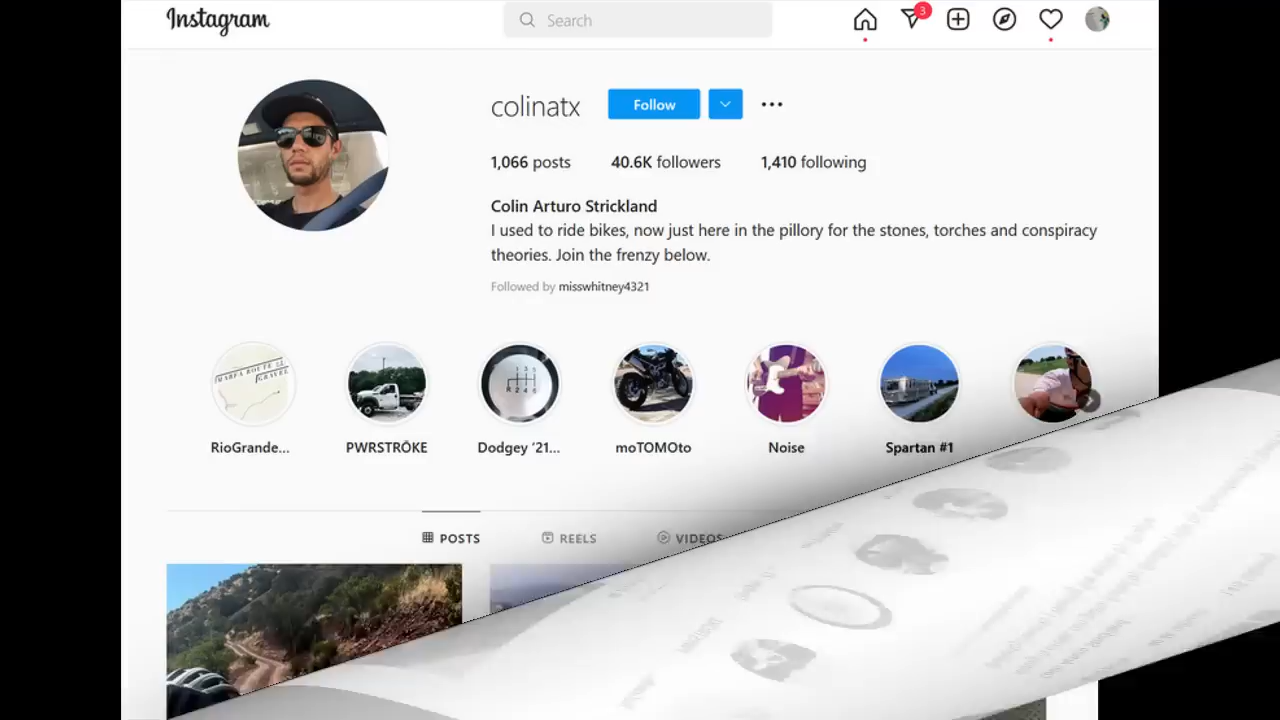 Instagram
Search
3
colinatx Follow
1,066 posts 40.6K followers 1,410 following
Colin Arturo Strickland
I used to ride bikes, now just here in the pillory for the stones, torches and conspiracy
theories. Join the frenzy below.
Followed by misswhitney4321
RioGrande... PWRSTRŌKE Dodgey '21... moTOMOto Noise Spartan #1
POSTS REELS VIDEOS